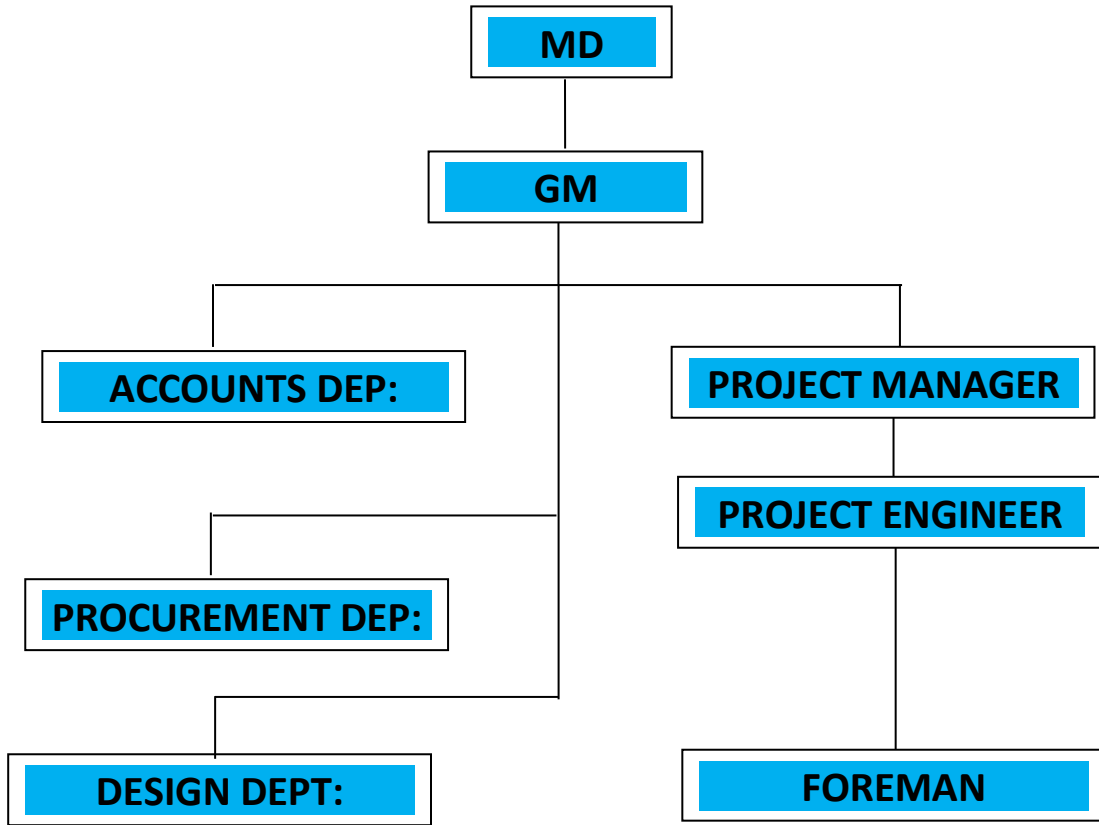 MD
GM
ACCOUNTS DEP:
PROJECT MANAGER
PROJECT ENGINEER
PROCUREMENT DEP:
DESIGN DEPT:
FOREMAN